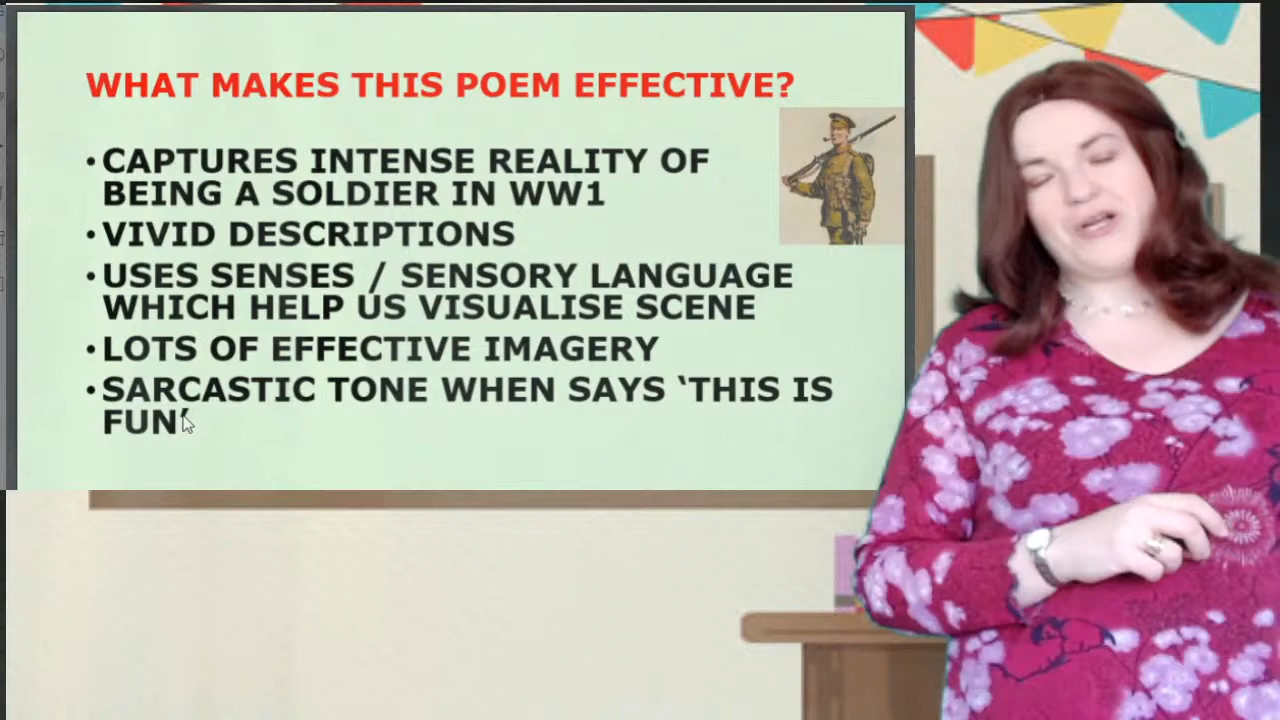 WHAT MAKES THIS POEM EFFECTIVE?
•CAPTURES INTENSE REALITY OF
BEING A SOLDIER IN WW1
•VIVID DESCRIPTIONS
•USES SENSES / SENSORY LANGUAGE
WHICH HELP US VISUALISE SCENE
•LOTS OF EFFECTIVE IMAGERY
•SARCASTIC TONE WHEN SAYS ‘THIS IS
FUN’